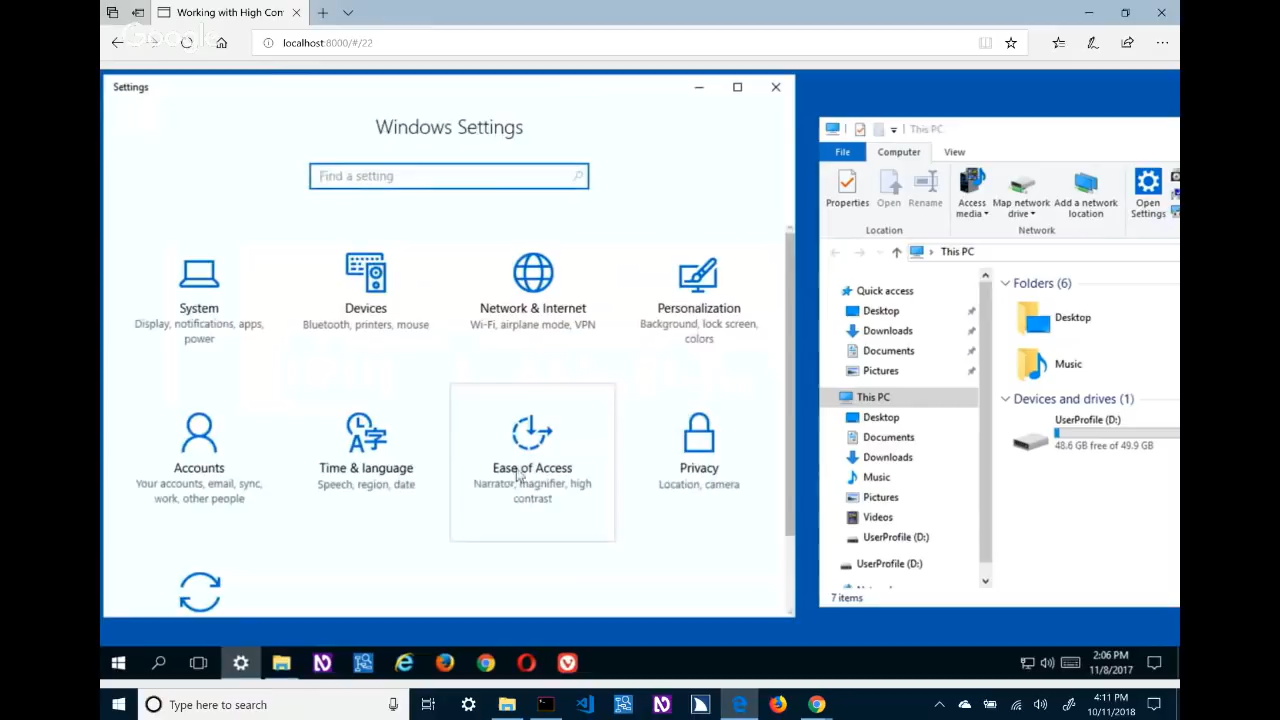 Working with High Con
Google
localhost:8000/#/22
Settings
Windows Settings
Find a setting
System
Display, notifications, apps,
power
Devices
Bluetooth, printers, mouse
Network & Internet
Wi-Fi, airplane mode, VPN
Personalization
Background, lock screen,
colors
Accounts
Your accounts, email, sync,
work, other people
Time & language
Speech, region, date
Ease of Access
Narrator, magnifier, high
contrast
Privacy
Location, camera
This PC
File
Computer
View
Properties
Open
Rename
Access
media
Map network
drive
Add a network
location
Open
Settings
Location
Network
This PC
Quick access
Desktop
Downloads
Documents
Pictures
This PC
Desktop
Documents
Downloads
Music
Pictures
Videos
UserProfile (D:)
UserProfile (D:)
Folders (6)
Desktop
Music
Devices and drives (1)
UserProfile (D:)
48.6 GB free of 49.9 GB
7 items
2:06 PM
11/8/2017
Type here to search
4:11 PM
10/11/2018